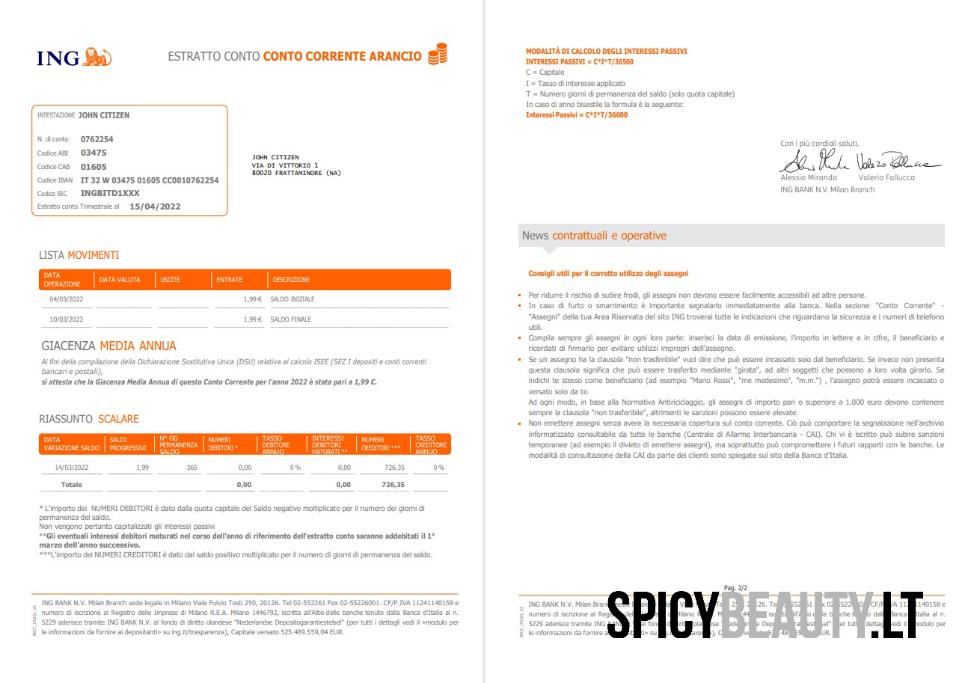 ING
ESTRATTO CONTO CONTO CORRENTE ARANCIO
INTESTAZIONE JOHN CITIZEN
N. di conto 0762254
Codice ABI 03475
Codice CAB 01605
Codice IBAN IT 32 W 03475 01605 CC0010762254
Codice BIC INGBITD1XXX
Estratto conto Trimestrale al 15/04/2022
JOHN CITIZEN
VIA DI VITTORIO 1
80020 FRATTAMINORE (NA)
LISTA MOVIMENTI
DATA OPERAZIONE DATA VALUTA USCITE ENTRATE DESCRIZIONE
04/03/2022 1,99 € SALDO INIZIALE
10/03/2022 1,99 € SALDO FINALE
GIACENZA MEDIA ANNUA
Ai fini della compilazione della Dichiarazione Sostitutiva Unica (DSU) relativa al calcolo ISEE (SEZ I depositi e conti correnti
bancari e postali),
si attesta che la Giacenza Media Annua di questo Conto Corrente per l'anno 2022 è stata pari a 1,99 €.
RIASSUNTO SCALARE
DATA VARIAZIONE SALDO SALDI PROGRESSIVI N° GG PERMANENZA SALDO NUMERI DEBITORI * TASSO DEBITORE ANNUO INTERESSI DEBITORI MATURATI ** NUMERI CREDITORI *** TASSO CREDITORE ANNUO
14/03/2022 1,99 365 0,00 0 % 0,00 726,35 0 %
Totale 0,00 0,00 726,35
* L'importo dei NUMERI DEBITORI è dato dalla quota capitale del Saldo negativo moltiplicato per il numero dei giorni di
permanenza del saldo.
Non vengono pertanto capitalizzati gli interessi passivi
**Gli eventuali interessi debitori maturati nel corso dell'anno di riferimento dell'estratto conto saranno addebitati il 1°
marzo dell'anno successivo.
***L'importo dei NUMERI CREDITORI è dato dal saldo positivo moltiplicato per il numero di giorni di permanenza del saldo.
ING BANK N.V. Milan Branch sede legale in Milano Viale Fulvio Testi 250, 20126. Tel 02-552261 Fax 02-55226001. CF/P.IVA 11241140158 e
numero di iscrizione al Registro delle Imprese di Milano R.E.A. Milano 1446792, iscritta all'Albo delle banche tenuto dalla Banca d'Italia al n.
5229 aderisce tramite ING BANK N.V. al fondo di diritto olandese "Nederlandse Depositogarantiestelsel" (per tutti i dettagli vedi il «modulo per
le informazioni da fornire ai depositanti» su ing.it/trasparenza), Capitale versato 525.489.559,04 EUR.
MODALITÀ DI CALCOLO DEGLI INTERESSI PASSIVI
INTERESSI PASSIVI = C*I*T/36500
C = Capitale
I = Tasso di interesse applicato
T = Numero giorni di permanenza del saldo (solo quota capitale)
In caso di anno bisestile la formula è la seguente:
Interessi Passivi = C*I*T/36600
Con i più cordiali saluti,
Alessio Miranda Valerio Fallucca
ING BANK N.V. Milan Branch
News contrattuali e operative
Consigli utili per il corretto utilizzo degli assegni
Per ridurre il rischio di subire frodi, gli assegni non devono essere facilmente accessibili ad altre persone.
In caso di furto o smarrimento è importante segnalarlo immediatamente alla banca. Nella sezione "Conto Corrente" -
"Assegni" della tua Area Riservata del sito ING troverai tutte le indicazioni che riguardano la sicurezza e i numeri di telefono
utili.
Compila sempre gli assegni in ogni loro parte: inserisci la data di emissione, l'importo in lettere e in cifre, il beneficiario e
ricordati di firmarlo per evitare utilizzi impropri dell'assegno.
Se un assegno ha la clausola "non trasferibile" vuol dire che può essere incassato solo dal beneficiario. Se invece non presenta
questa clausola significa che può essere trasferito mediante "girata", ad altri soggetti che possono a loro volta girarlo. Se
indichi te stesso come beneficiario (ad esempio "Mario Rossi", "me medesimo", "m.m.") , l'assegno potrà essere incassato o
versato solo da te.
Ad ogni modo, in base alla Normativa Antiriciclaggio, gli assegni di importo pari o superiore a 1.000 euro devono contenere
sempre la clausola "non trasferibile", altrimenti le sanzioni possono essere elevate.
Non emettere assegni senza avere la necessaria copertura sul conto corrente. Ciò può comportare la segnalazione nell'archivio
informatizzato consultabile da tutte le banche (Centrale di Allarme Interbancaria - CAI). Chi vi è iscritto può subire sanzioni
temporanee (ad esempio il divieto di emettere assegni), ma soprattutto può compromettere i futuri rapporti con le banche. Le
modalità di consultazione della CAI da parte dei clienti sono spiegate sul sito della Banca d'Italia.
Pag. 2/2
ING BANK N.V. Milan Branch
numero di iscrizione al Registro
5229 aderisce tramite ING
le informazioni da fornire
SPICYBEAUTY.LT